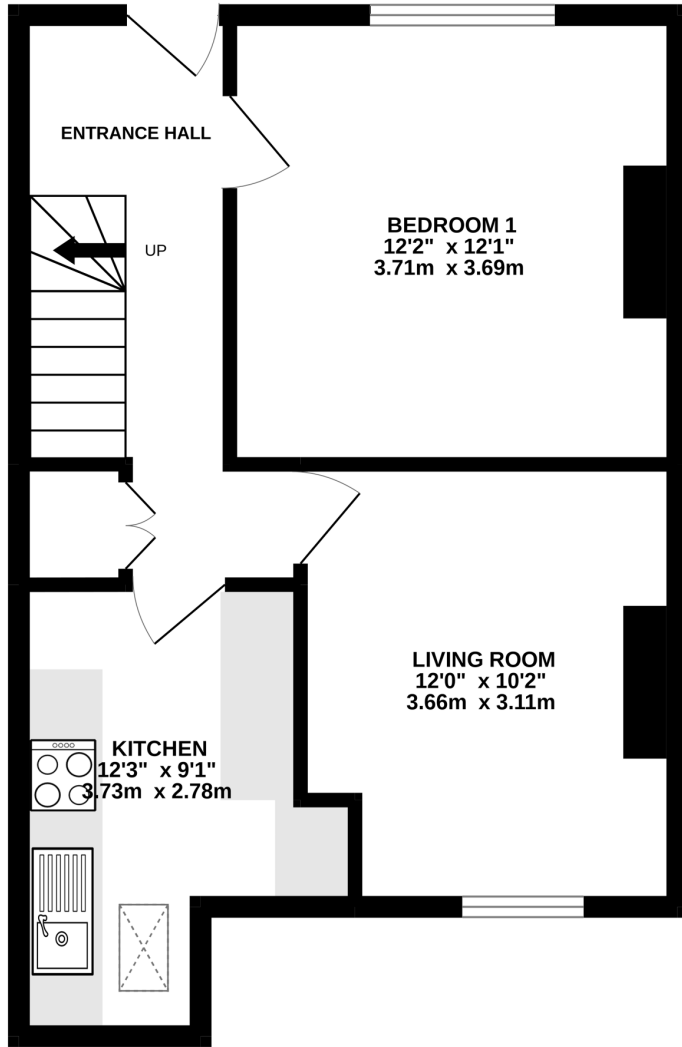 ENTRANCE HALL
BEDROOM 1
12'2" x 12'1"
3.71m x 3.69m
UP
LIVING ROOM
12'0" x 10'2"
3.66m x 3.11m
KITCHEN
12'3" x 9'1"
3.73m x 2.78m